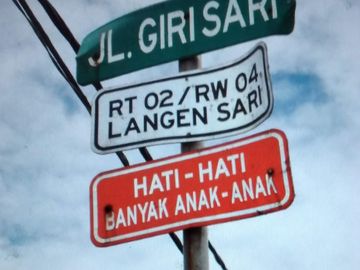 JL. GIRI SARI
RT 02/RW 04
LANGEN SARI
HATI-HATI
BANYAK ANAK-ANAK